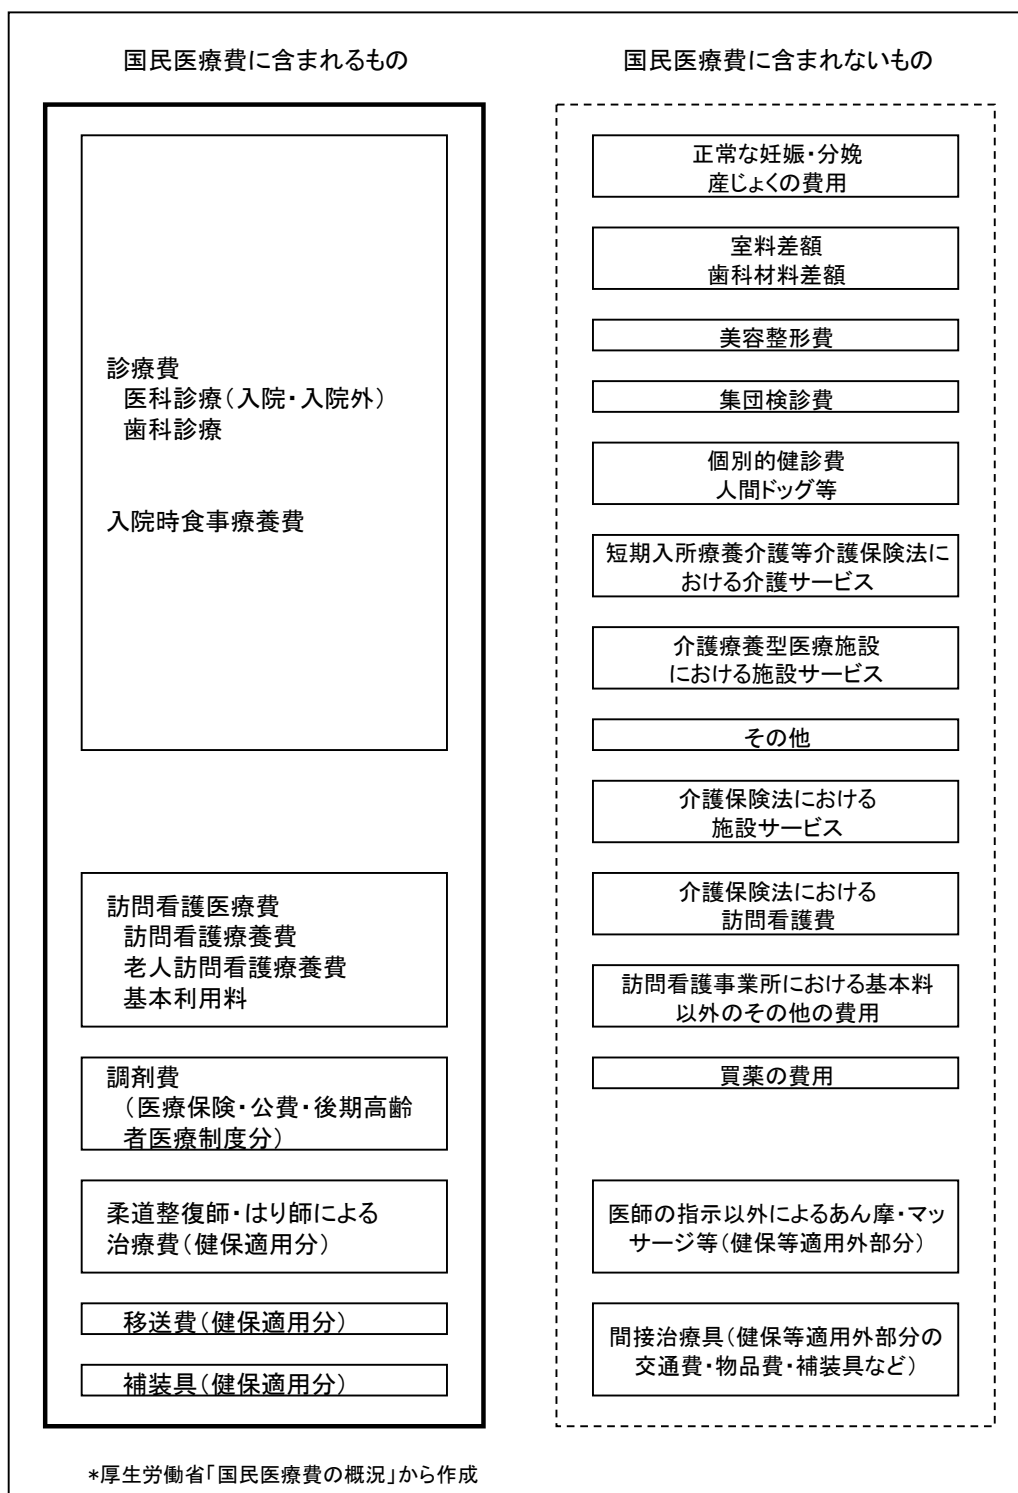 国民医療費に含まれるもの
国民医療費に含まれないもの
診療費
医科診療(入院・入院外)
歯科診療
入院時食事療養費
訪問看護医療費
訪問看護療養費
老人訪問看護療養費
基本利用料
調剤費
(医療保険・公費・後期高齢
者医療制度分)
柔道整復師・はり師による
治療費(健保適用分)
移送費(健保適用分)
補装具(健保適用分)
正常な妊娠・分娩
産じょくの費用
室料差額
歯科材料差額
美容整形費
集団検診費
個別的健診費
人間ドッグ等
短期入所療養介護等介護保険法に
おける介護サービス
介護療養型医療施設
における施設サービス
その他
介護保険法における
施設サービス
介護保険法における
訪問看護費
訪問看護事業所における基本料
以外のその他の費用
買薬の費用
医師の指示以外によるあん摩・マッ
サージ等(健保等適用外部分)
間接治療具(健保等適用外部分の
交通費・物品費・補装具など)
*厚生労働省「国民医療費の概況」から作成